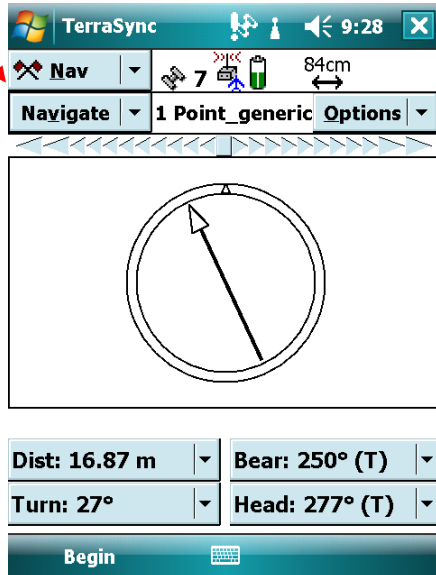 TerraSync 9:28
Nav 7 84cm
Navigate 1 Point_generic Options
Dist: 16.87 m Bear: 250° (T)
Turn: 27° Head: 277° (T)
Begin